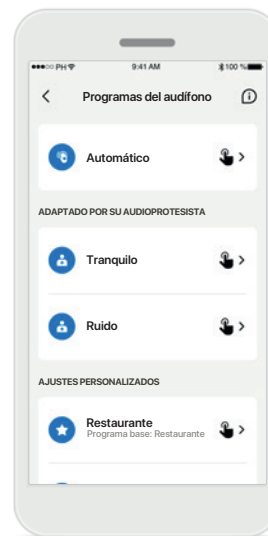 PH 9:41 AM 100 %
Programas del audífono
Automático
ADAPTADO POR SU AUDIOPROTESISTA
Tranquilo
Ruido
AJUSTES PERSONALIZADOS
Restaurante
Programa base: Restaurante